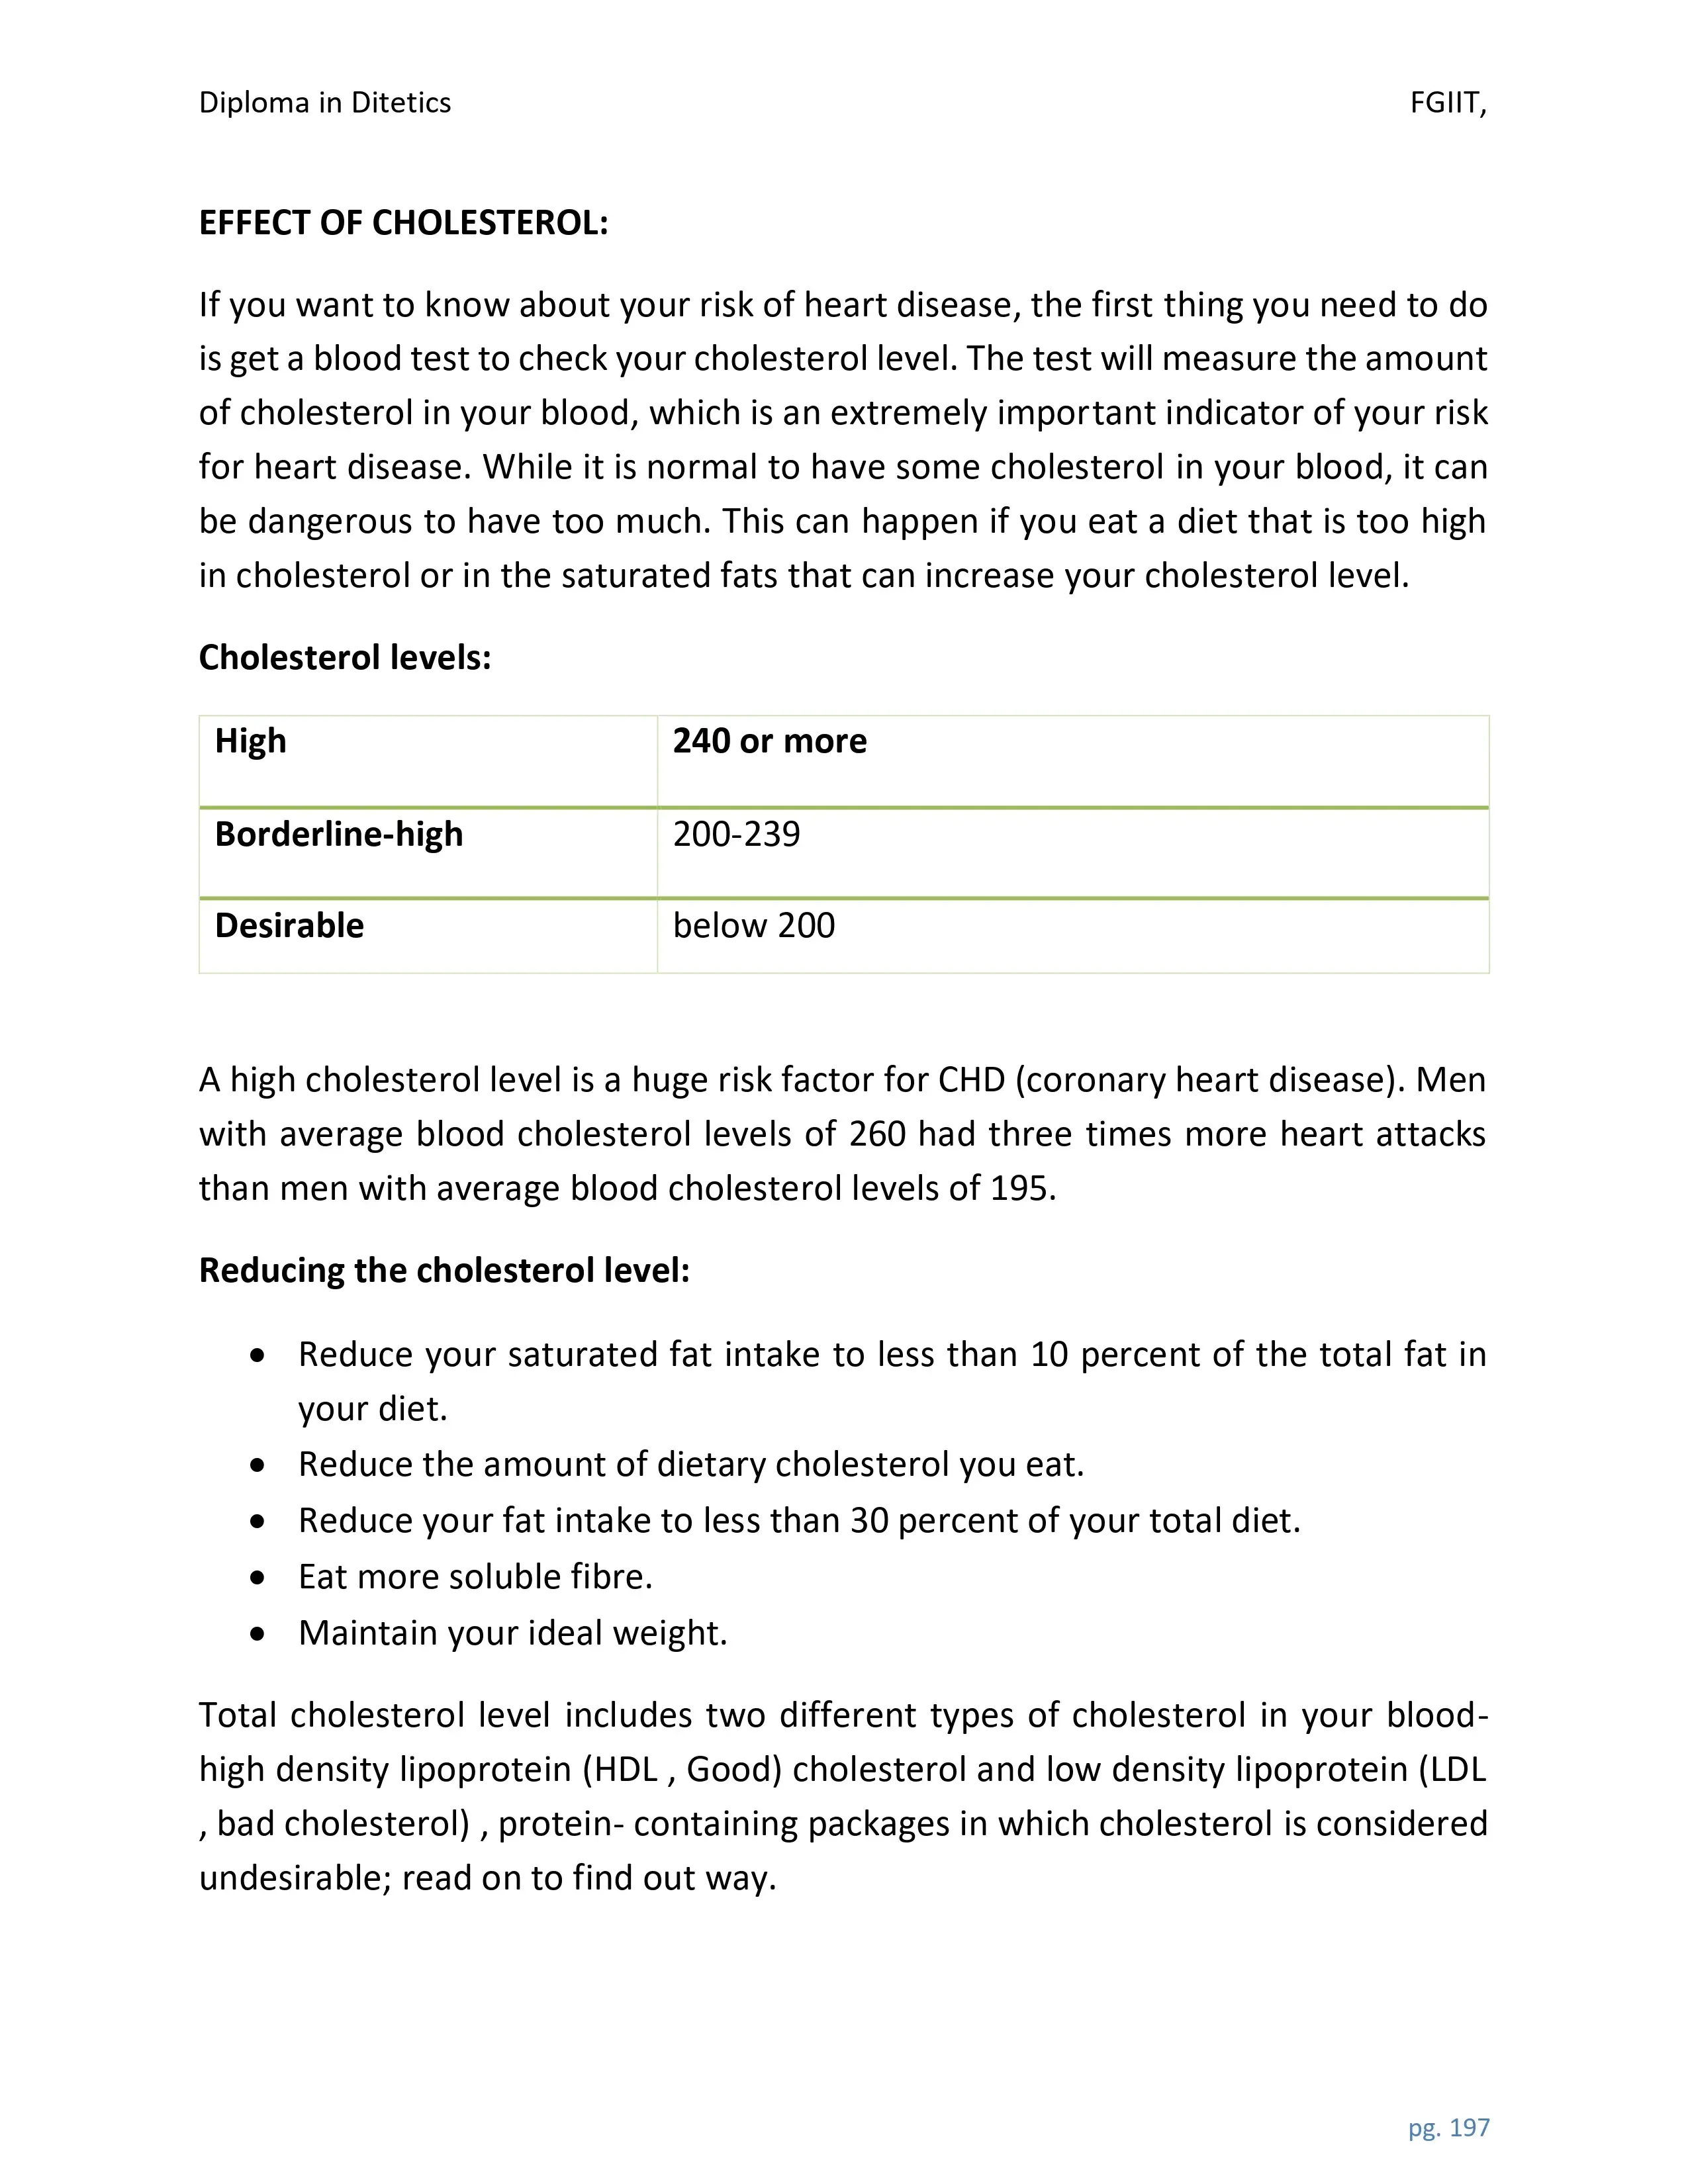 Diploma in Ditetics FGIIT,
EFFECT OF CHOLESTEROL:
If you want to know about your risk of heart disease, the first thing you need to do
is get a blood test to check your cholesterol level. The test will measure the amount
of cholesterol in your blood, which is an extremely important indicator of your risk
for heart disease. While it is normal to have some cholesterol in your blood, it can
be dangerous to have too much. This can happen if you eat a diet that is too high
in cholesterol or in the saturated fats that can increase your cholesterol level.
Cholesterol levels:
High 240 or more
Borderline-high 200-239
Desirable below 200
A high cholesterol level is a huge risk factor for CHD (coronary heart disease). Men
with average blood cholesterol levels of 260 had three times more heart attacks
than men with average blood cholesterol levels of 195.
Reducing the cholesterol level:
• Reduce your saturated fat intake to less than 10 percent of the total fat in
your diet.
• Reduce the amount of dietary cholesterol you eat.
• Reduce your fat intake to less than 30 percent of your total diet.
• Eat more soluble fibre.
• Maintain your ideal weight.
Total cholesterol level includes two different types of cholesterol in your blood-
high density lipoprotein (HDL , Good) cholesterol and low density lipoprotein (LDL
, bad cholesterol) , protein- containing packages in which cholesterol is considered
undesirable; read on to find out way.
pg. 197